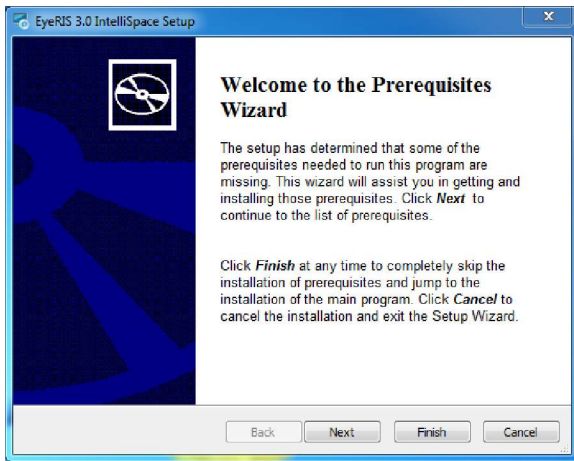 EyeRIS 3.0 IntelliSpace Setup
x
Welcome to the Prerequisites
Wizard
The setup has determined that some of the
prerequisites needed to run this program are
missing. This wizard will assist you in getting and
installing those prerequisites. Click Next to
continue to the list of prerequisites.
Click Finish at any time to completely skip the
installation of prerequisites and jump to the
installation of the main program. Click Cancel to
cancel the installation and exit the Setup Wizard.
Back Next Finish Cancel